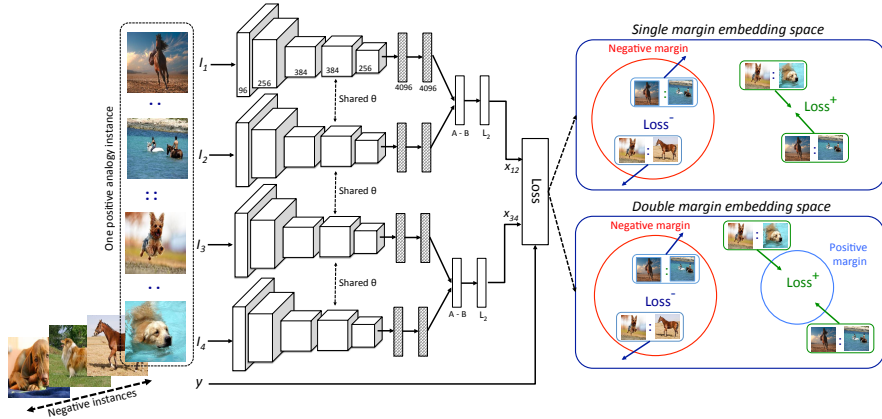 One positive analogy instance
: :
: : : :
: :
Negative instances
I1
I2
I3
I4
y
96
256
384
384
256
4096
4096
Shared θ
Shared θ
Shared θ
A - B
L2
A - B
L2
x12
x34
Loss
Single margin embedding space
Negative margin
:
Loss-
:
:
Loss+
:
Double margin embedding space
Negative margin
:
Loss-
:
:
Positive
margin
Loss+
: